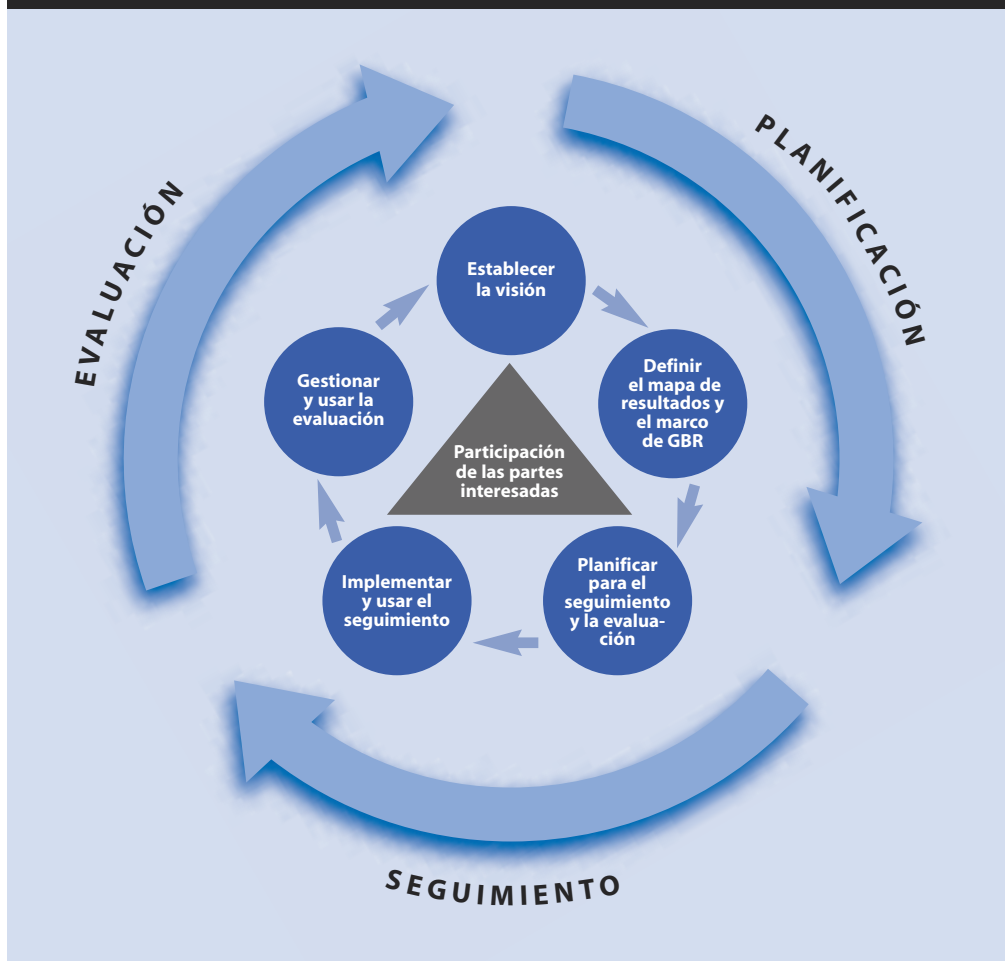 EVALUACIÓN
PLANIFICACIÓN
Establecer
la visión
Gestionar
y usar la
evaluación
Definir
el mapa de
resultados y
el marco
de GBR
Participación
de las partes
interesadas
Implementar
y usar el
seguimiento
Planificar
para el
seguimiento
y la evalua-
ción
SEGUIMIENTO